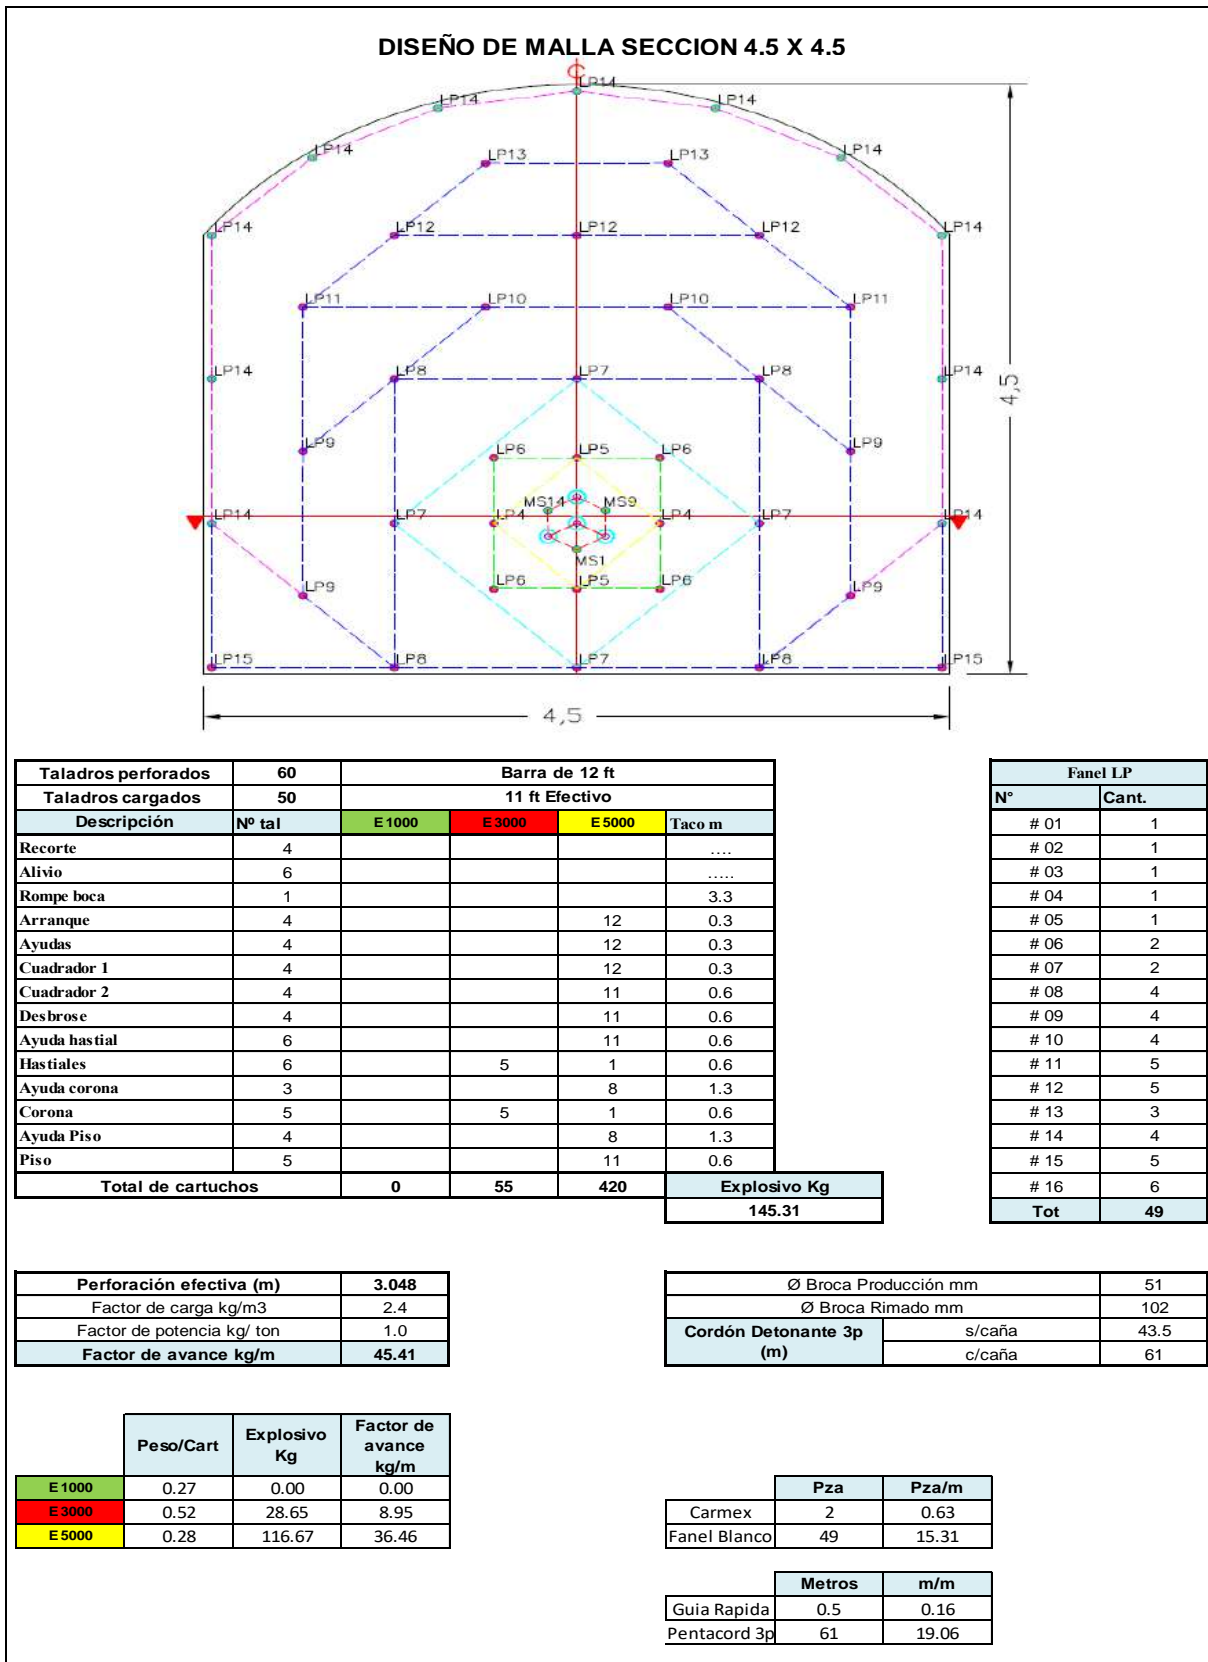 DISEÑO DE MALLA SECCION 4.5 X 4.5
LP14
LP14 LP14
LP14 LP14
LP13 LP13
LP14 LP12 LP12 LP14
LP11 LP10 LP10 LP11
LP14 LP8 LP7 LP8 LP14
4,5
LP9 LP6 LP5 LP6 LP9
MS14 MS9
LP14 LP7 LP4 LP4 LP7 LP14
MS1
LP9 LP6 LP5 LP6 LP9
LP15 LP8 LP7 LP8 LP15
4,5
Taladros perforados 60 Barra de 12 ft
Taladros cargados 50 11 ft Efectivo
Descripción Nº tal E 1000 E 3000 E 5000 Taco m
Recorte 4 ....
Alivio 6 .....
Rompe boca 1 3.3
Arranque 4 12 0.3
Ayudas 4 12 0.3
Cuadrador 1 4 12 0.3
Cuadrador 2 4 11 0.6
Desbrose 4 11 0.6
Ayuda hastial 6 11 0.6
Hastiales 6 5 1 0.6
Ayuda corona 3 8 1.3
Corona 5 5 1 0.6
Ayuda Piso 4 8 1.3
Piso 5 11 0.6
Total de cartuchos 0 55 420 Explosivo Kg
145.31
Fanel LP
N° Cant.
# 01 1
# 02 1
# 03 1
# 04 1
# 05 1
# 06 2
# 07 2
# 08 4
# 09 4
# 10 4
# 11 5
# 12 5
# 13 3
# 14 4
# 15 5
# 16 6
Tot 49
Perforación efectiva (m) 3.048
Factor de carga kg/m3 2.4
Factor de potencia kg/ ton 1.0
Factor de avance kg/m 45.41
Ø Broca Producción mm 51
Ø Broca Rimado mm 102
Cordón Detonante 3p (m) s/caña 43.5
c/caña 61
Peso/Cart Explosivo Kg Factor de avance kg/m
E 1000 0.27 0.00 0.00
E 3000 0.52 28.65 8.95
E 5000 0.28 116.67 36.46
Pza Pza/m
Carmex 2 0.63
Fanel Blanco 49 15.31
Metros m/m
Guia Rapida 0.5 0.16
Pentacord 3p 61 19.06